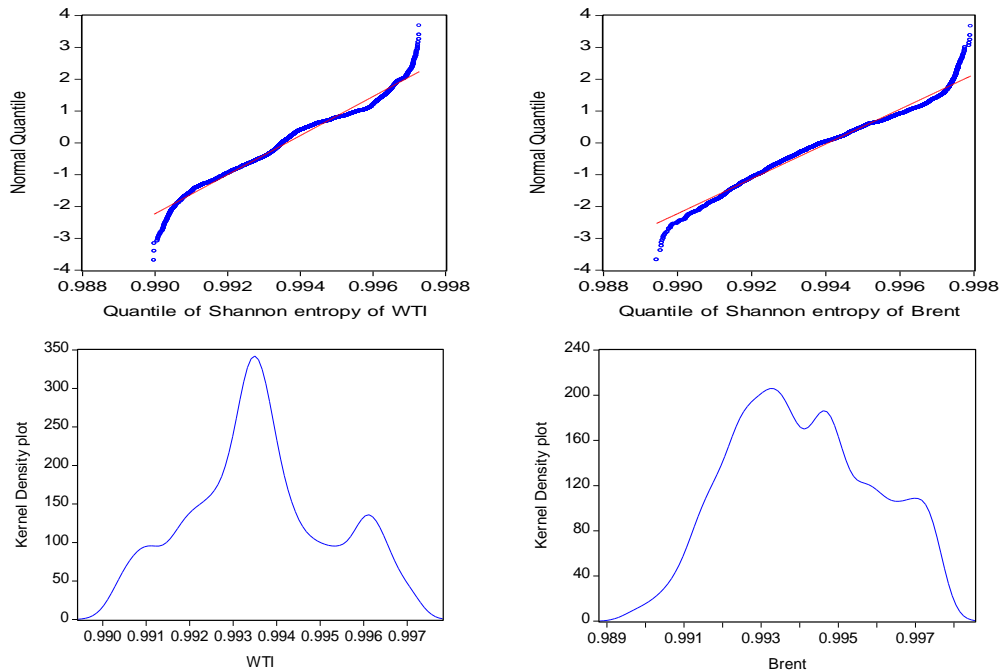 4
3
2
1
0
-1
-2
-3
-4
Normal Quantile
0.988 0.990 0.992 0.994 0.996 0.998
Quantile of Shannon entropy of WTI
4
3
2
1
0
-1
-2
-3
-4
Normal Quantile
0.988 0.990 0.992 0.994 0.996 0.998
Quantile of Shannon entropy of Brent
350
300
250
200
150
100
50
0
Kernel Density plot
0.990 0.991 0.992 0.993 0.994 0.995 0.996 0.997
WTI
240
200
160
120
80
40
0
Kernel Density plot
0.989 0.991 0.993 0.995 0.997
Brent